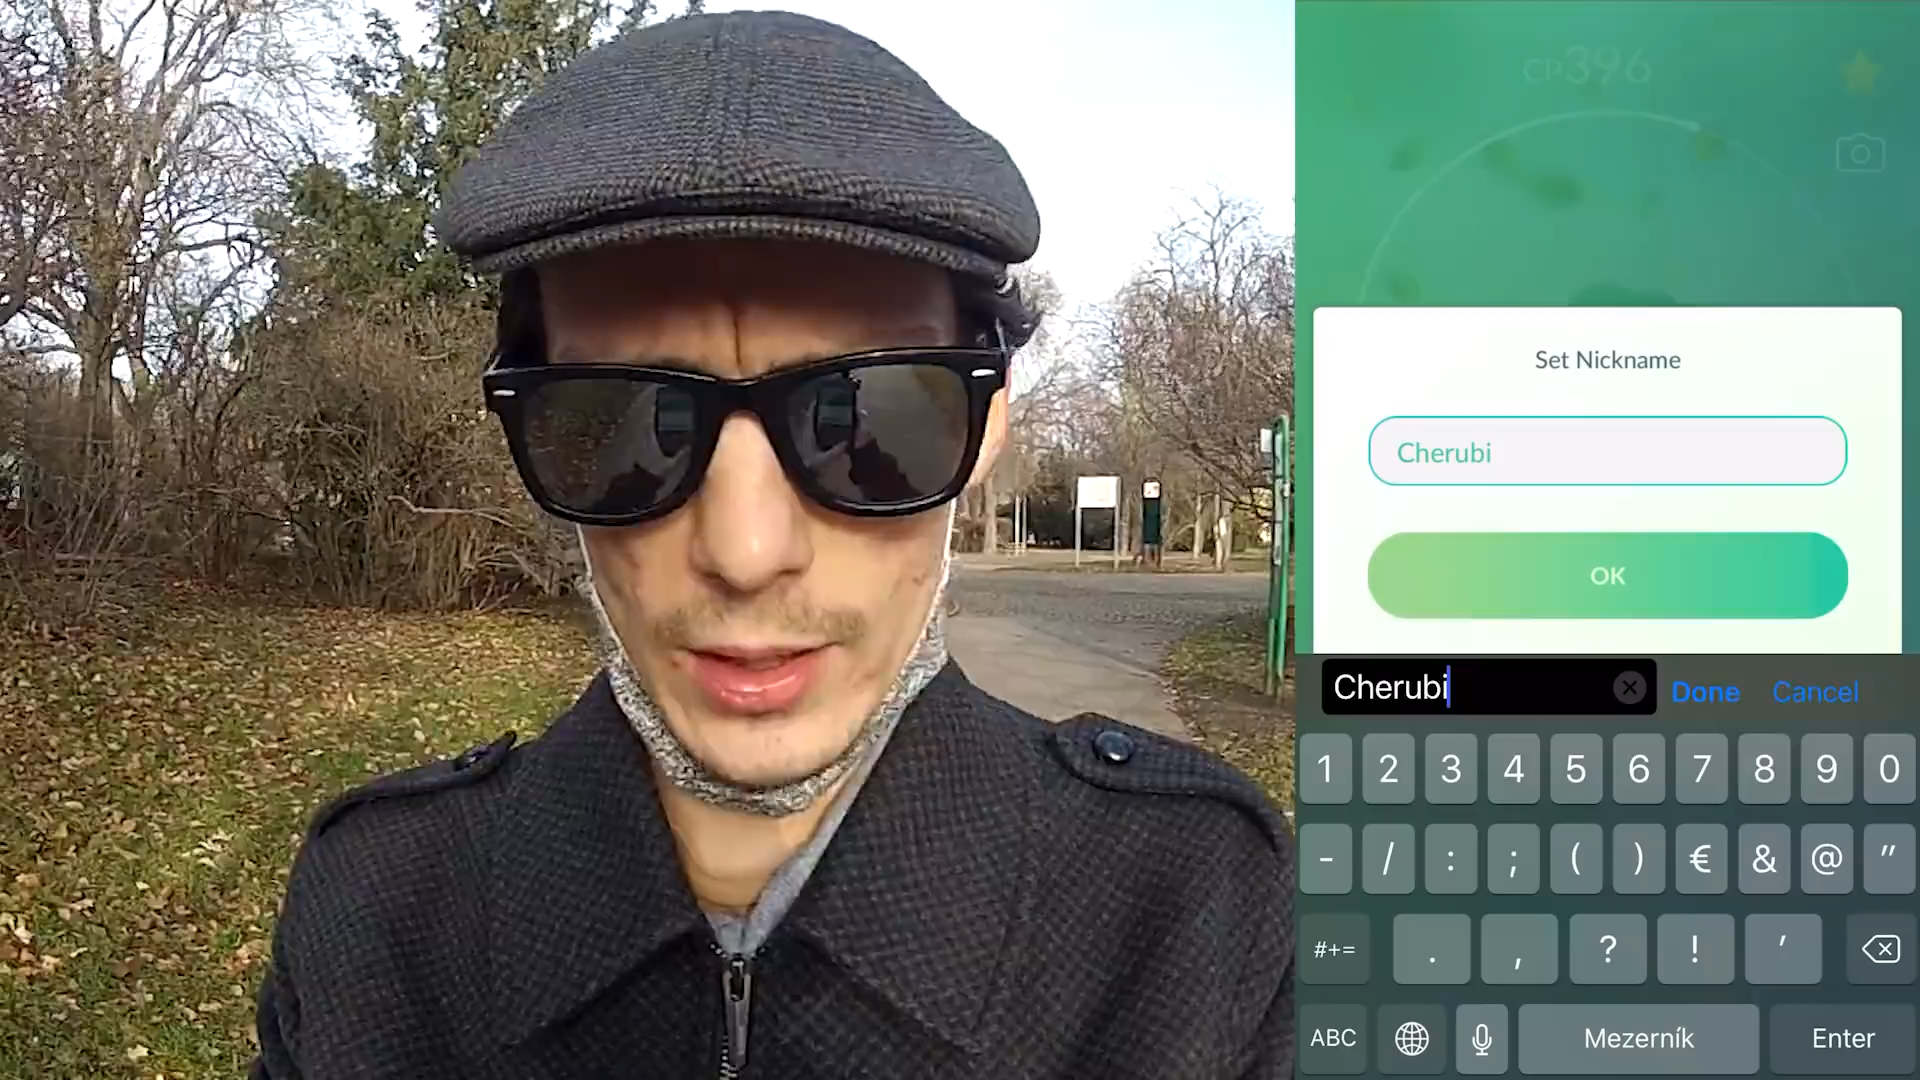 CP396
Set Nickname
Cherubi
OK
Cherubi
Done Cancel
1 2 3 4 5 6 7 8 9 0
- / : ; ( ) € & @ "
#+= . , ? ! '
ABC Mezerník Enter